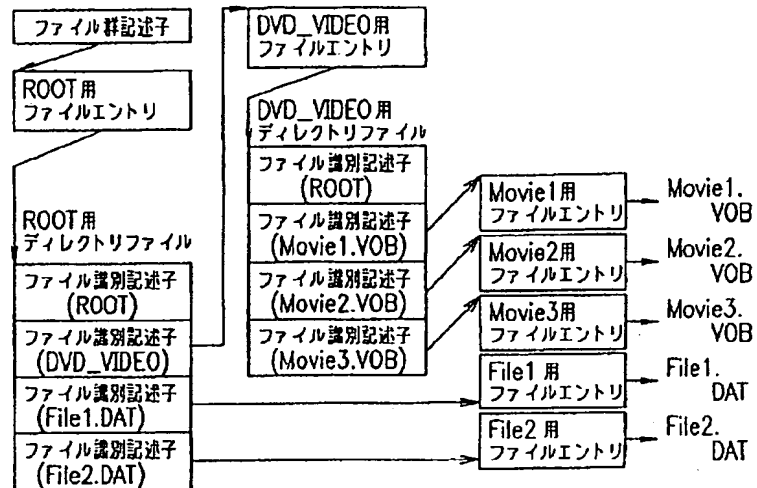 ファイル群記述子
ROOT用
ファイルエントリ
ROOT用
ディレクトリファイル
ファイル識別記述子
(ROOT)
ファイル識別記述子
(DVD_VIDEO)
ファイル識別記述子
(File1.DAT)
ファイル識別記述子
(File2.DAT)
DVD_VIDEO用
ファイルエントリ
DVD_VIDEO用
ディレクトリファイル
ファイル識別記述子
(ROOT)
ファイル識別記述子
(Movie1.VOB)
ファイル識別記述子
(Movie2.VOB)
ファイル識別記述子
(Movie3.VOB)
Movie1用
ファイルエントリ
Movie1.
VOB
Movie2用
ファイルエントリ
Movie2.
VOB
Movie3用
ファイルエントリ
Movie3.
VOB
File1用
ファイルエントリ
File1.
DAT
File2用
ファイルエントリ
File2.
DAT